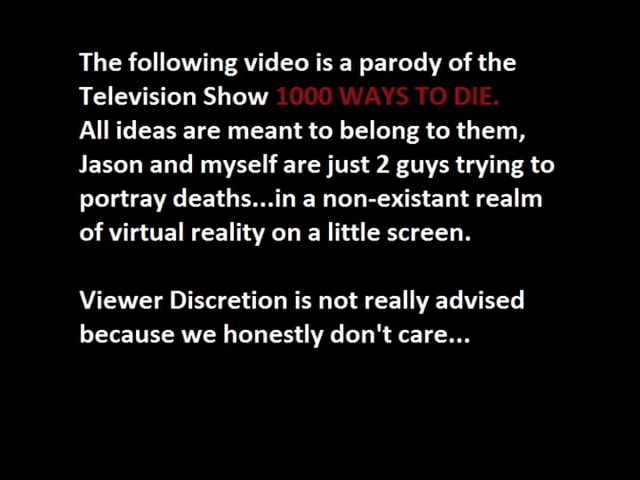 The following video is a parody of the
Television Show 1000 WAYS TO DIE.
All ideas are meant to belong to them,
Jason and myself are just 2 guys trying to
portray deaths...in a non-existant realm
of virtual reality on a little screen.
Viewer Discretion is not really advised
because we honestly don't care...